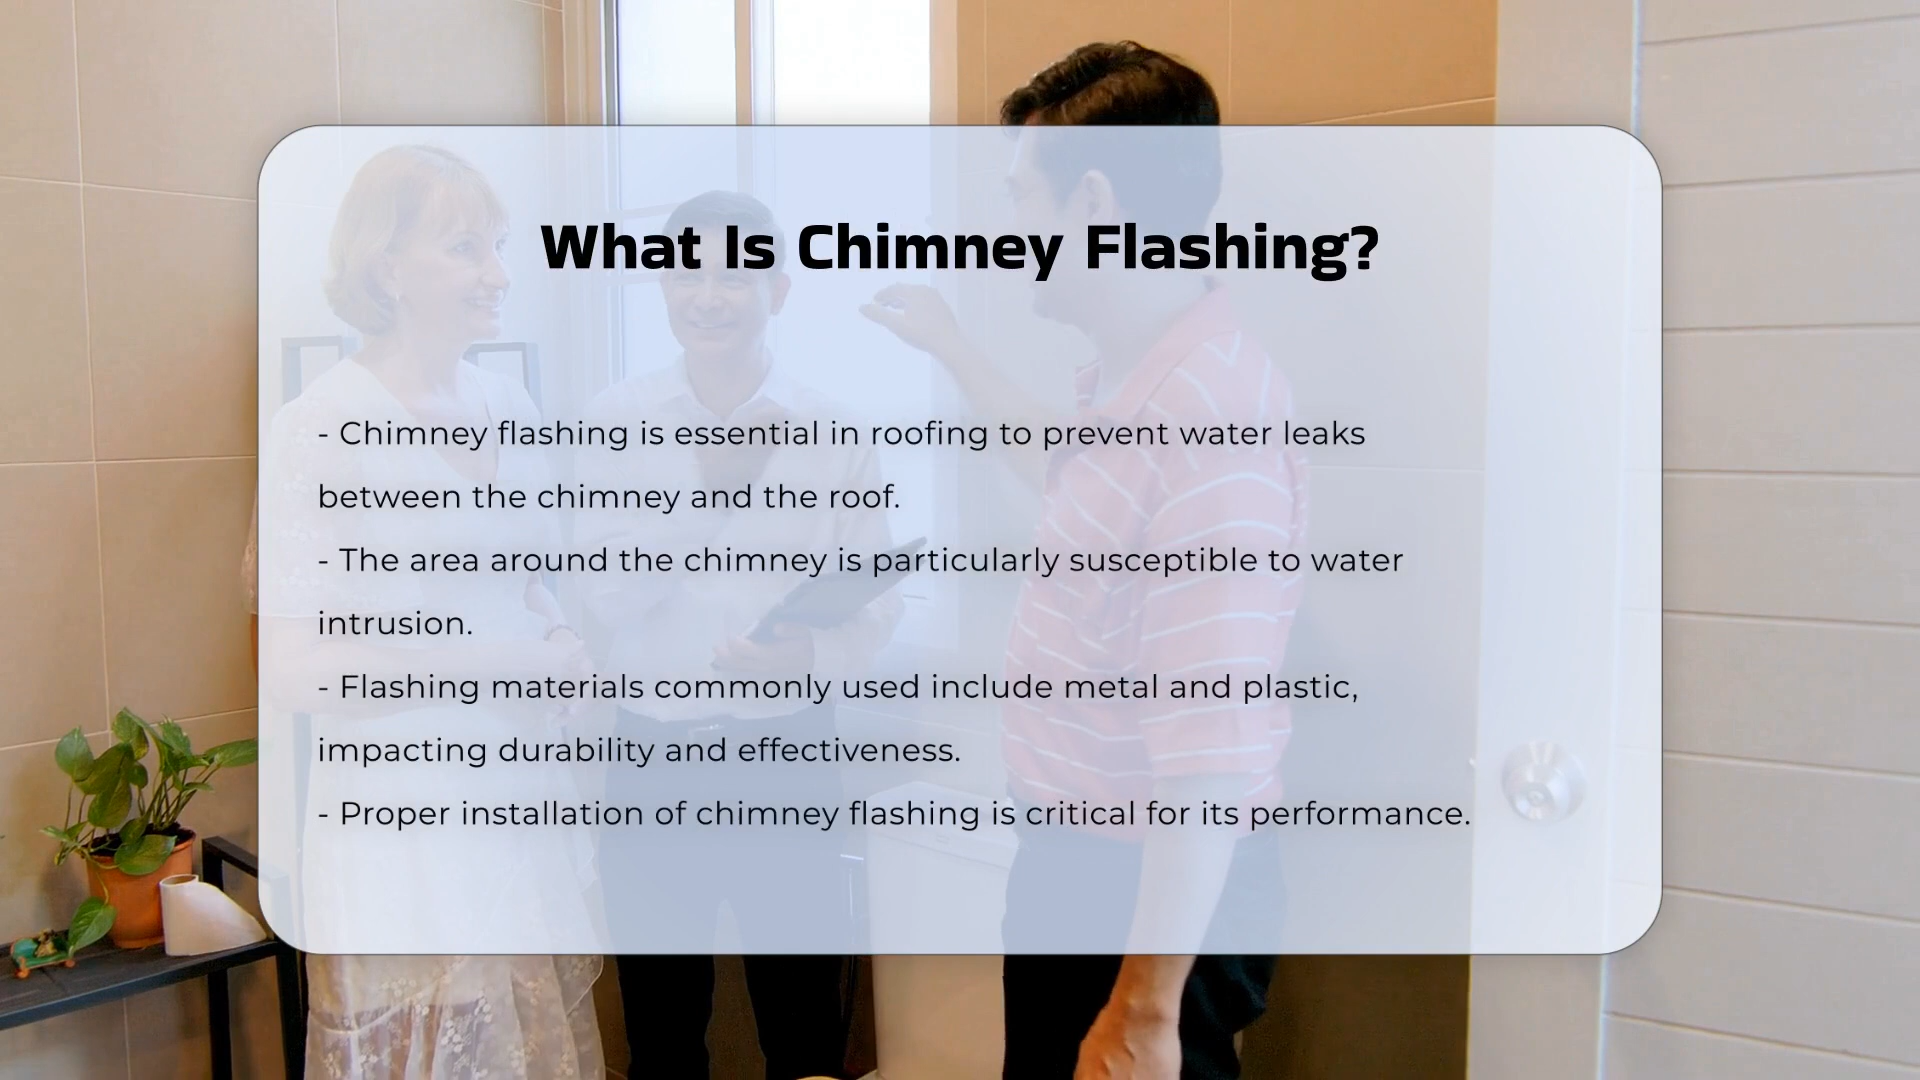 What Is Chimney Flashing?
- Chimney flashing is essential in roofing to prevent water leaks
between the chimney and the roof.
- The area around the chimney is particularly susceptible to water
intrusion.
- Flashing materials commonly used include metal and plastic,
impacting durability and effectiveness.
- Proper installation of chimney flashing is critical for its performance.